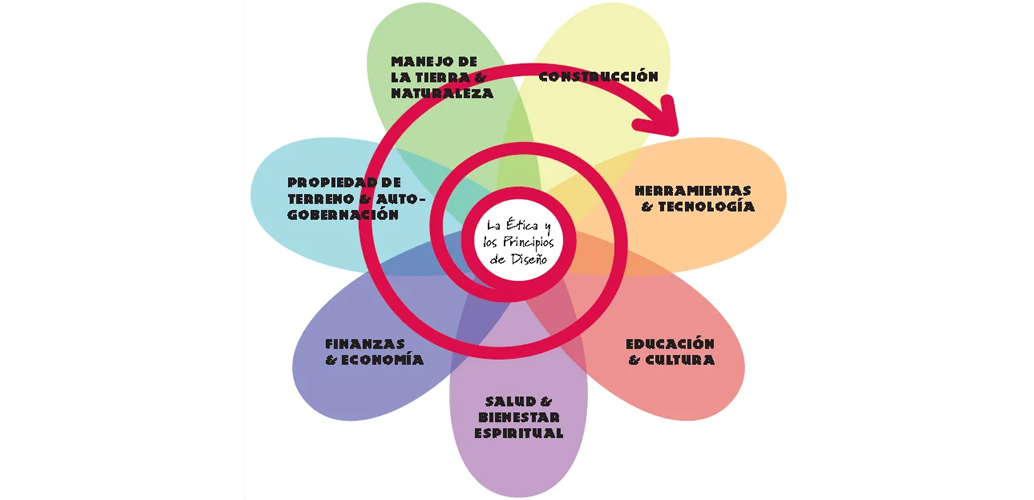 MANEJO DE
LA TIERRA &
NATURALEZA
CONSTRUCCIÓN
HERRAMIENTAS
& TECNOLOGÍA
EDUCACIÓN
& CULTURA
SALUD &
BIENESTAR
ESPIRITUAL
FINANZAS
& ECONOMÍA
PROPIEDAD DE
TERRENO & AUTO-
GOBERNACIÓN
La Ética y
los Principios
de Diseño